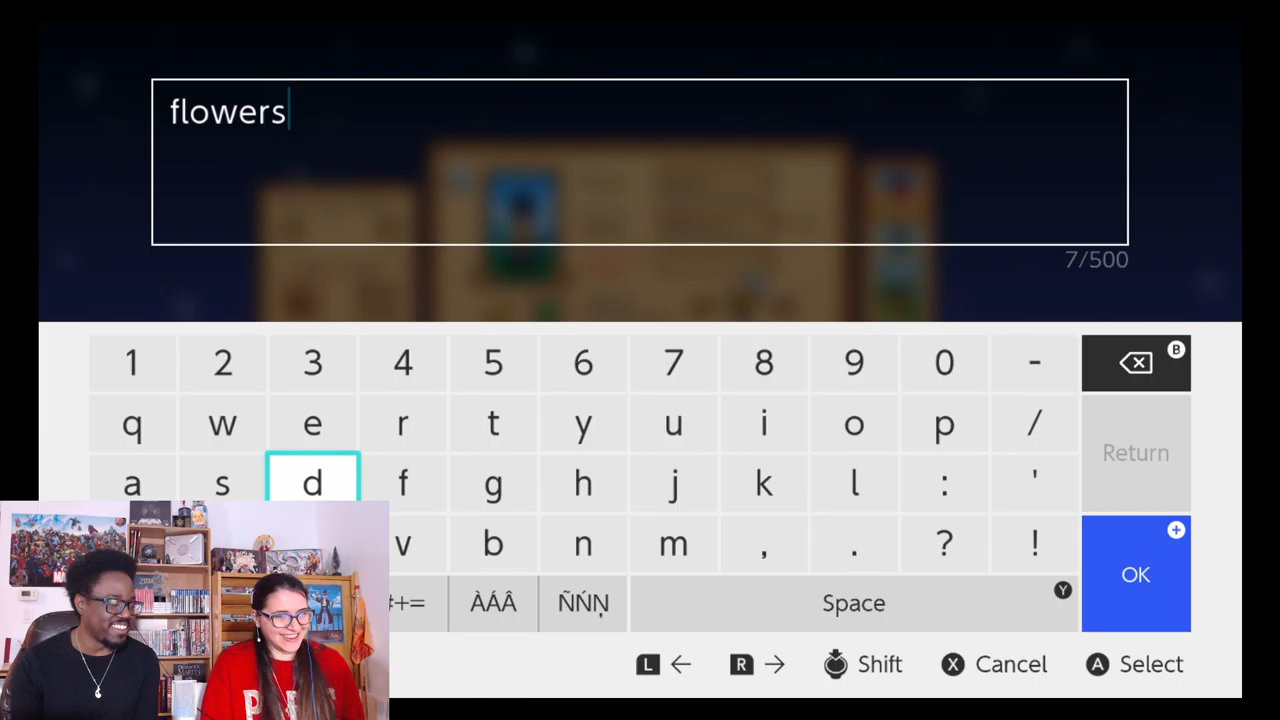 flowers
7/500
1 2 3 4 5 6 7 8 9 0 -
B
q w e r t y u i o p /
Return
a s d f g h j k l : '
+
v b n m , . ? !
OK
#+= ÀÁÂ ÑŃŅ Space
Y
L ← R → Shift X Cancel A Select